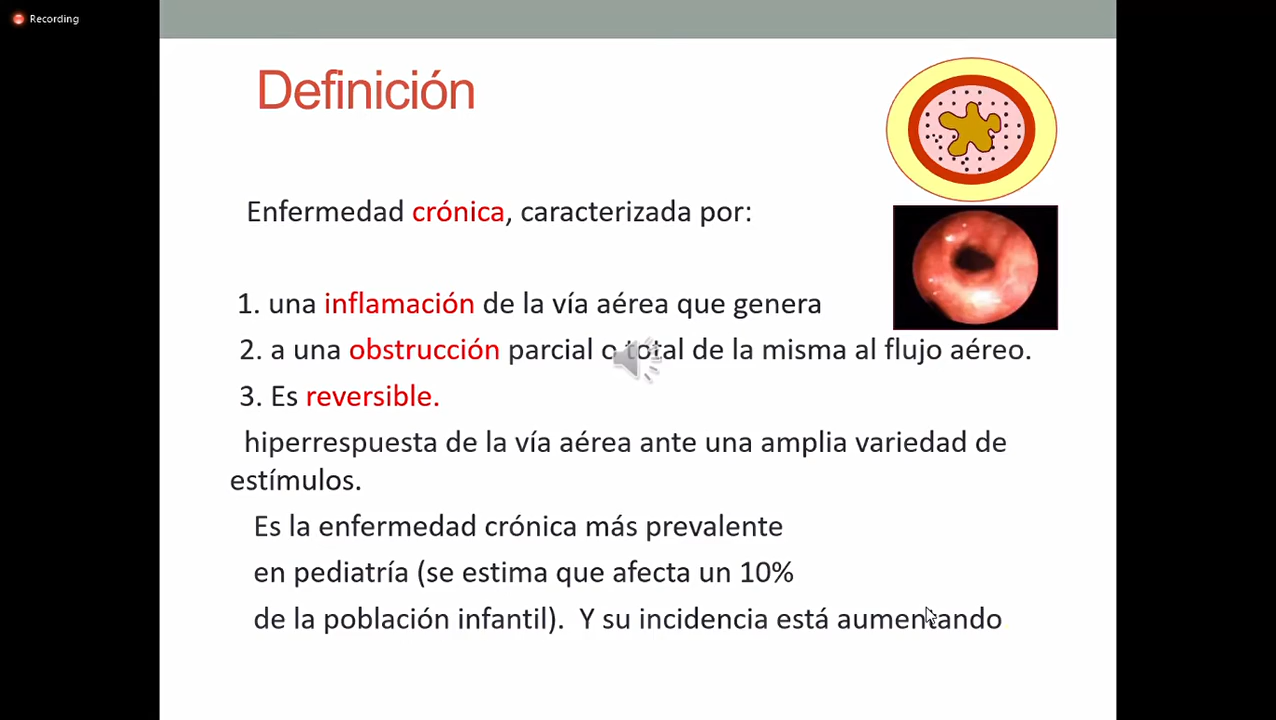 Recording
Definición
Enfermedad crónica, caracterizada por:
1. una inflamación de la vía aérea que genera
2. a una obstrucción parcial o total de la misma al flujo aéreo.
3. Es reversible.
hiperrespuesta de la vía aérea ante una amplia variedad de
estímulos.
Es la enfermedad crónica más prevalente
en pediatría (se estima que afecta un 10%
de la población infantil). Y su incidencia está aumentando